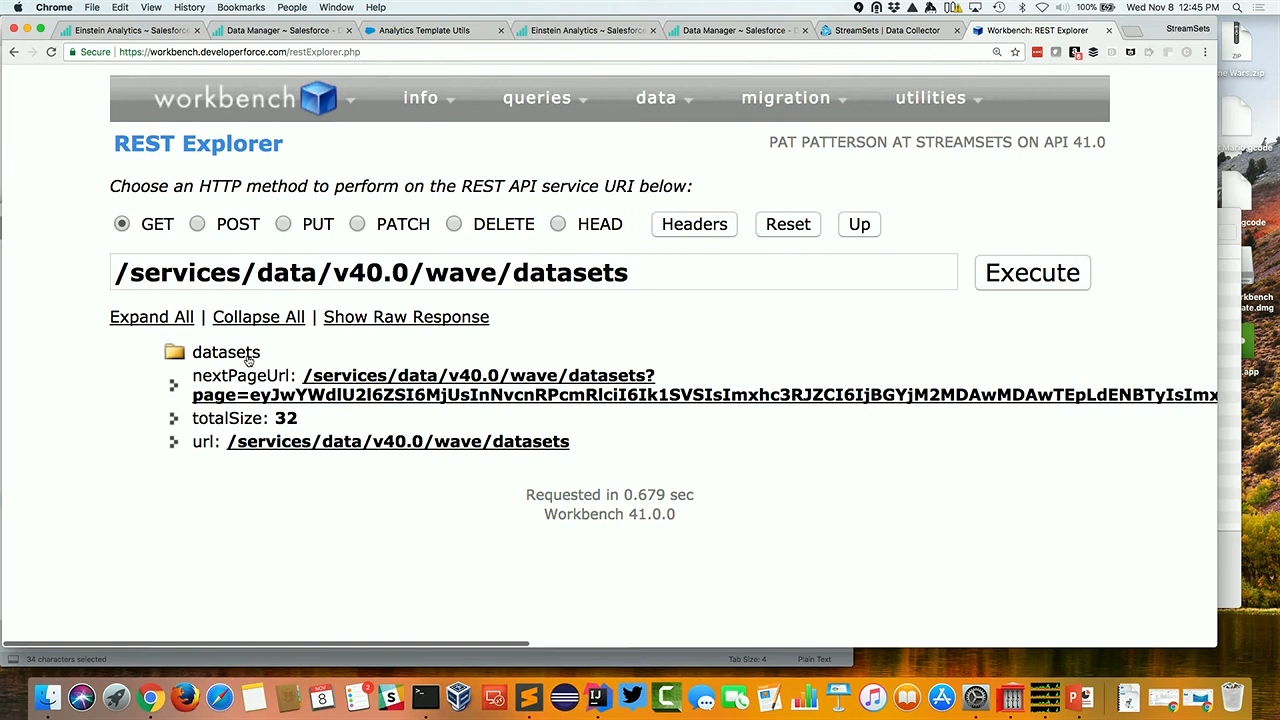 Chrome File Edit View History Bookmarks People Window Help 100% Wed Nov 8 12:45 PM
Einstein Analytics ~ Salesforce Data Manager ~ Salesforce - D Analytics Template Utils Einstein Analytics ~ Salesforce Data Manager ~ Salesforce - D StreamSets | Data Collector Workbench: REST Explorer StreamSets
Secure | https://workbench.developerforce.com/restExplorer.php
ZIP
workbench info queries data migration utilities
REST Explorer
PAT PATTERSON AT STREAMSETS ON API 41.0
Choose an HTTP method to perform on the REST API service URI below:
GET POST PUT PATCH DELETE HEAD Headers Reset Up
/services/data/v40.0/wave/datasets Execute
Expand All | Collapse All | Show Raw Response
datasets
nextPageUrl: /services/data/v40.0/wave/datasets?
totalSize: 32
url: /services/data/v40.0/wave/datasets
Requested in 0.679 sec
Workbench 41.0.0
34 characters selected Tab Size: 4 Plain Text